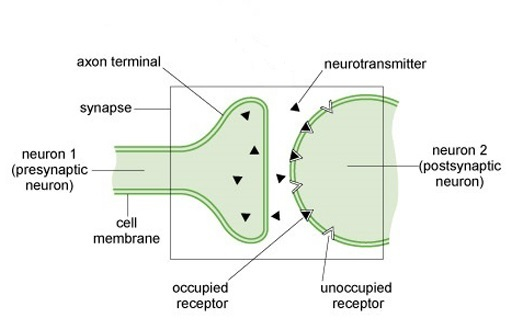 axon terminal
neurotransmitter
synapse
neuron 1
(presynaptic
neuron)
neuron 2
(postsynaptic
neuron)
cell
membrane
occupied
receptor
unoccupied
receptor